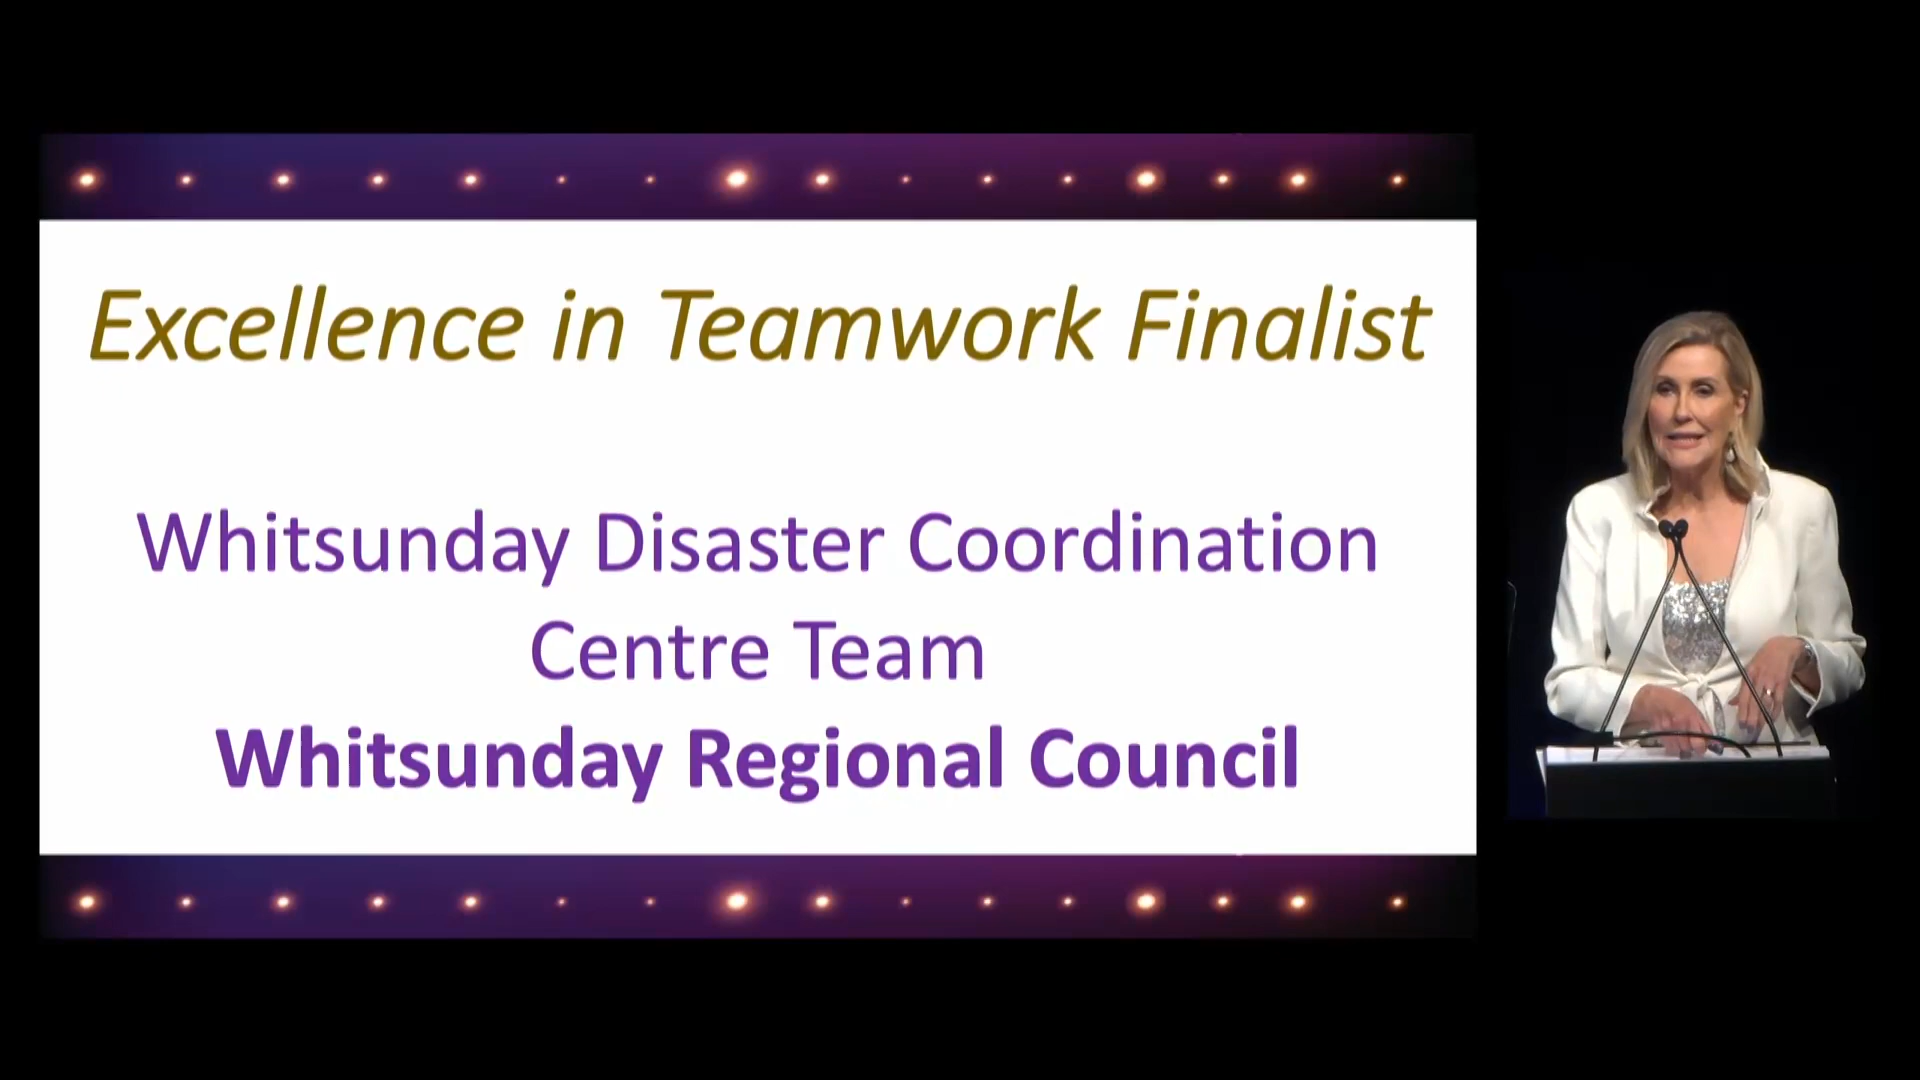 Excellence in Teamwork Finalist
Whitsunday Disaster Coordination
Centre Team
Whitsunday Regional Council